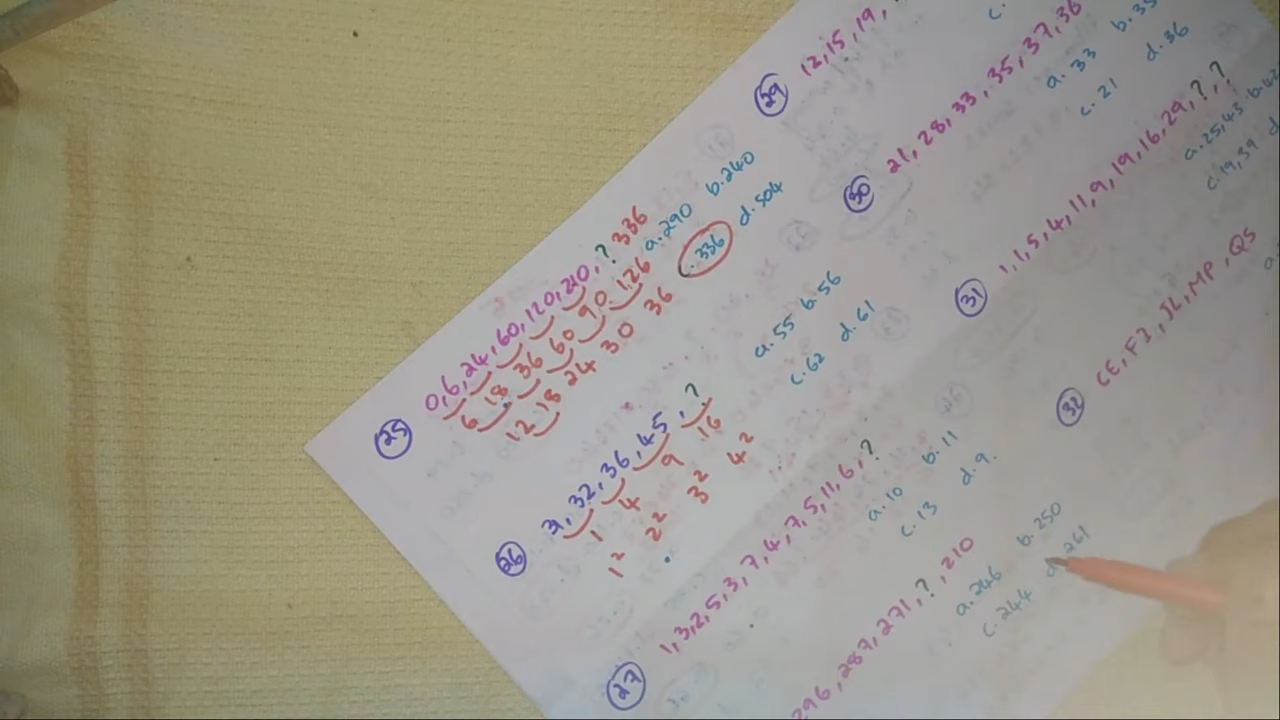 25 0, 6, 24, 60, 120, 210, ? 336
6 18 36 60 90 126
12 18 24 30 36
a. 290 b. 240
c. 336 d. 504
26 31, 32, 36, 45, ?
1 4 9 16
1² 2² 3² 4²
a. 55 b. 56
c. 62 d. 61
27 1, 3, 2, 5, 3, 7, 4, 7, 5, 11, 6, ?
a. 10 b. 11
c. 13 d. 9.
296, 287, 271, ?, 210
a. 246 b. 250
c. 244 d. 261
29 12, 15, 19,
c.
30 21, 28, 33, 35, 37, 36
a. 33 b. 35
c. 21 d. 36
31 1, 1, 5, 4, 11, 9, 19, 16, 29, ?, ?
a. 25, 43 b. 42
c. 19, 39 d
32 CE, FI, JL, MP, QS
a.